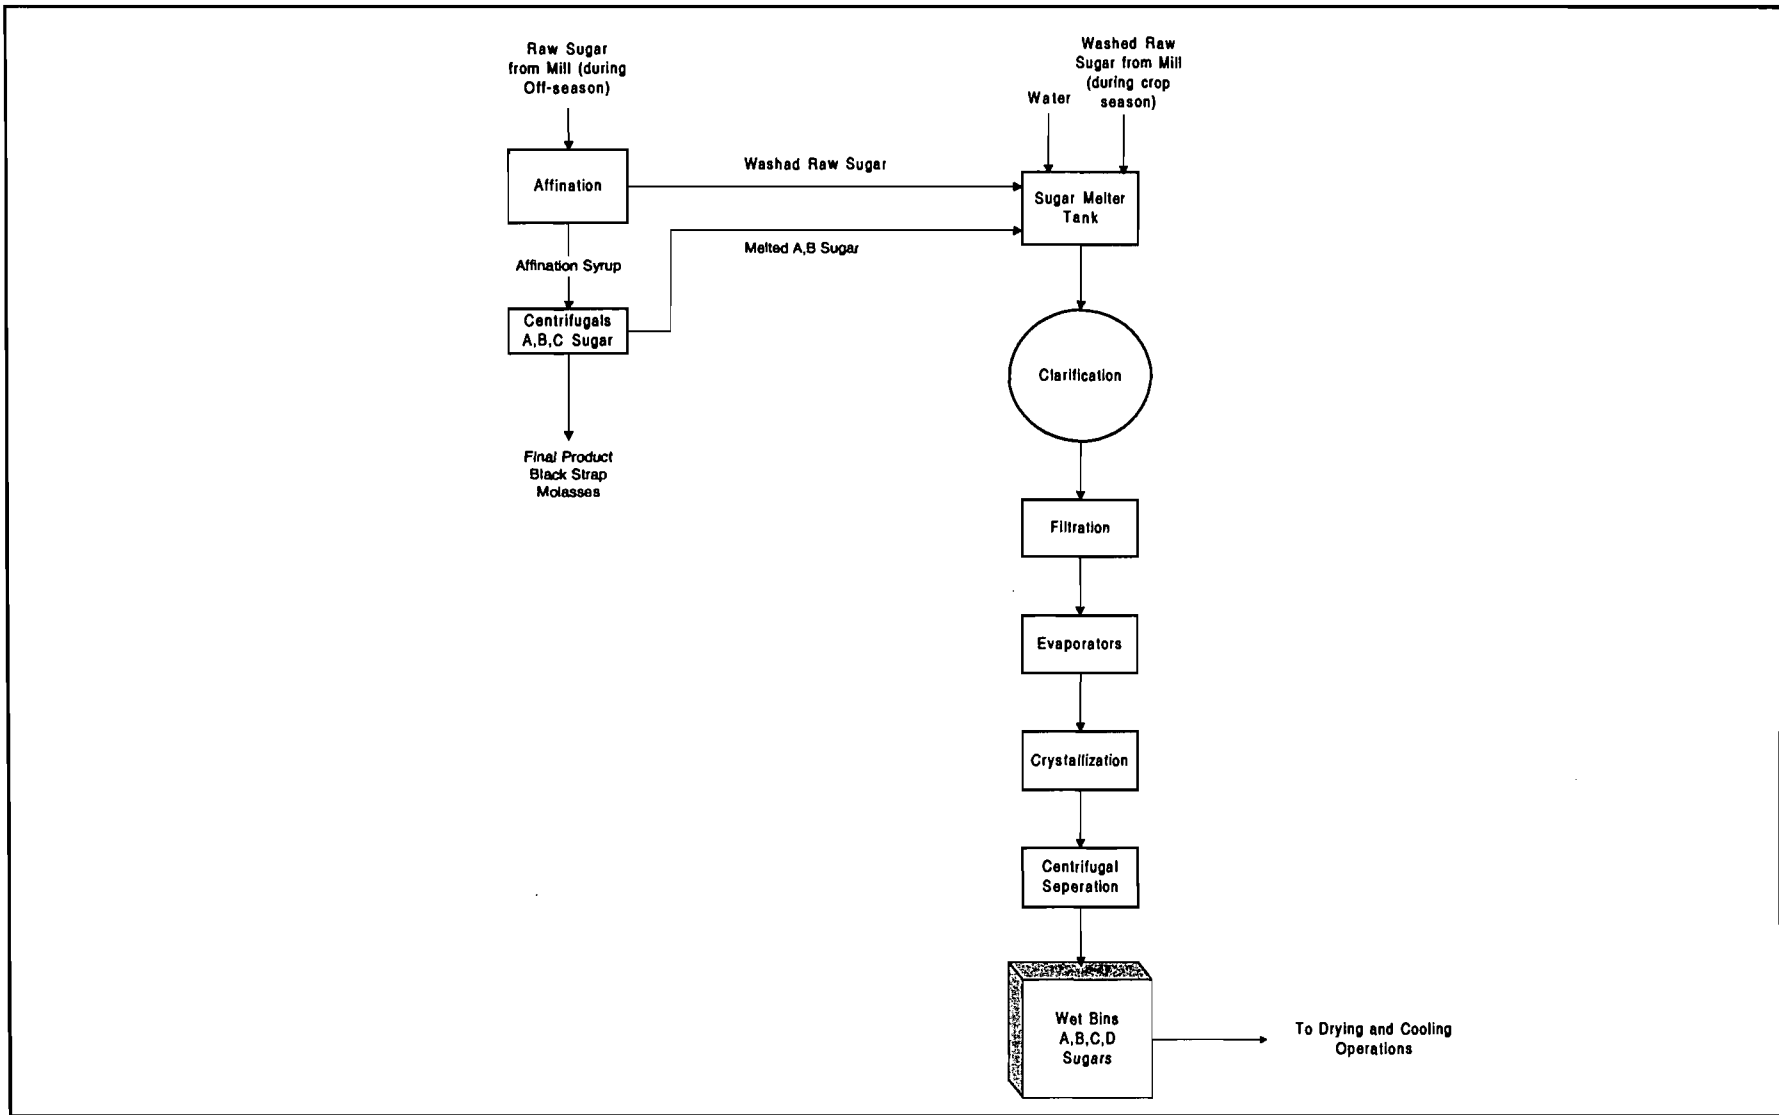 Raw Sugar
from Mill (during
Off-season)
Washed Raw
Sugar from Mill
(during crop
season)
Water
Affination
Washad Raw Sugar
Sugar Melter
Tank
Melted A,B Sugar
Affination Syrup
Centrifugals
A,B,C Sugar
Clarification
Final Product
Black Strap
Molasses
Filtration
Evaporators
Crystallization
Centrifugal
Seperation
Wet Bins
A,B,C,D
Sugars
To Drying and Cooling
Operations